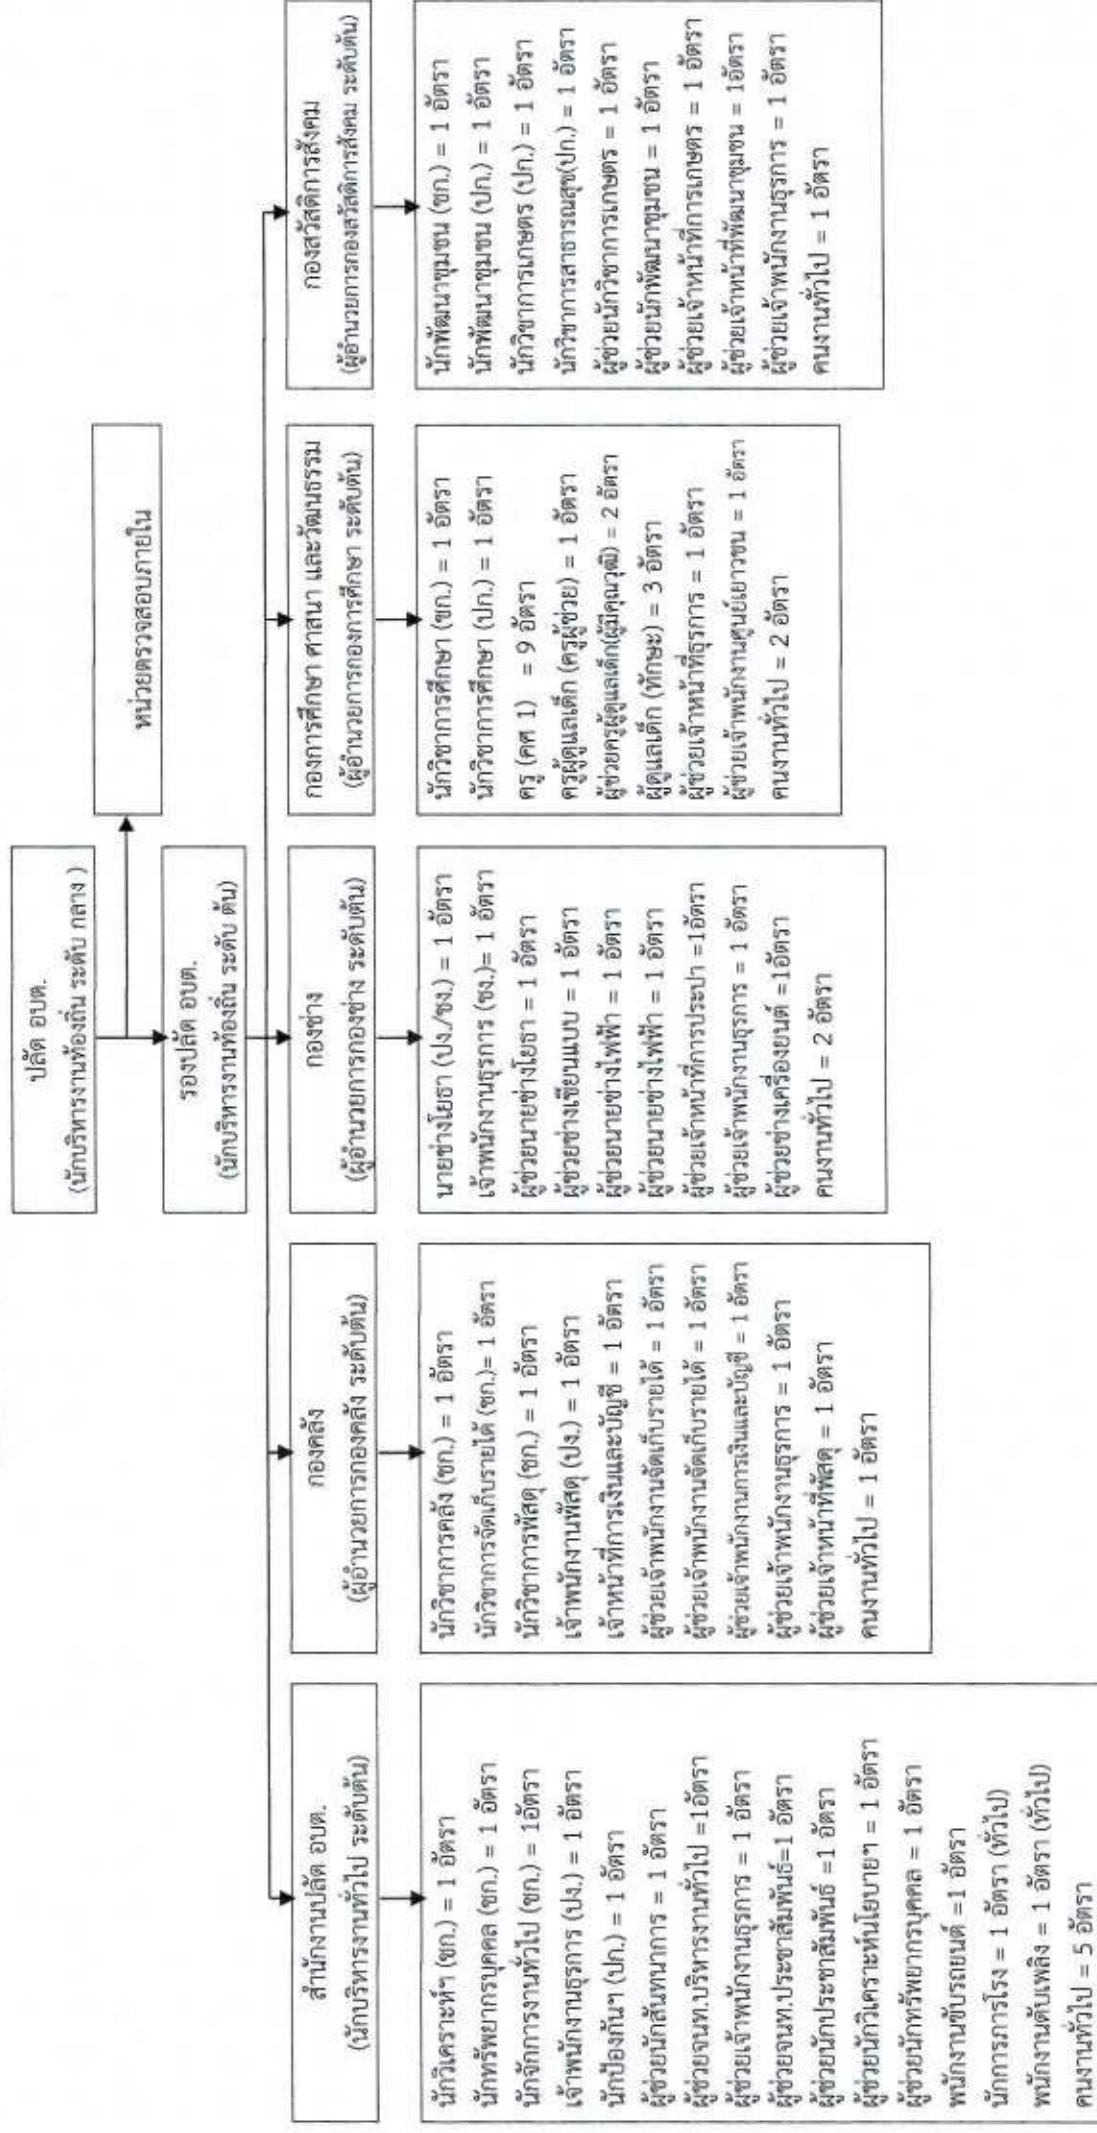 ปลัด อบต.
(นักบริหารงานท้องถิ่น ระดับ กลาง )
หน่วยตรวจสอบภายใน
รองปลัด อบต.
(นักบริหารงานท้องถิ่น ระดับ ต้น)
สำนักงานปลัด อบต.
(นักบริหารงานทั่วไป ระดับต้น)
นักวิเคราะห์ฯ (ชก.) = 1 อัตรา
นักทรัพยากรบุคคล (ชก.) = 1 อัตรา
นักจักการงานทั่วไป (ชก.) = 1อัตรา
เจ้าพนักงานธุรการ (ปง.) = 1 อัตรา
นักป้องกันฯ (ปก.) = 1 อัตรา
ผู้ช่วยนักสันทนาการ = 1 อัตรา
ผู้ช่วยจนท.บริหารงานทั่วไป =1อัตรา
ผู้ช่วยเจ้าพนักงานธุรการ = 1 อัตรา
ผู้ช่วยจนท.ประชาสัมพันธ์=1 อัตรา
ผู้ช่วยนักประชาสัมพันธ์ =1 อัตรา
ผู้ช่วยนักวิเคราะห์นโยบายฯ = 1 อัตรา
ผู้ช่วยนักทรัพยากรบุคคล = 1 อัตรา
พนักงานขับรถยนต์ =1 อัตรา
นักการภารโรง = 1 อัตรา (ทั่วไป)
พนักงานดับเพลิง = 1 อัตรา (ทั่วไป)
คนงานทั่วไป = 5 อัตรา
กองคลัง
(ผู้อำนวยการกองคลัง ระดับต้น)
นักวิชาการคลัง (ชก.) = 1 อัตรา
นักวิชาการจัดเก็บรายได้ (ชก.)= 1 อัตรา
นักวิชาการพัสดุ (ชก.) = 1 อัตรา
เจ้าพนักงานพัสดุ (ปง.) = 1 อัตรา
เจ้าหน้าที่การเงินและบัญชี = 1 อัตรา
ผู้ช่วยเจ้าพนักงานจัดเก็บรายได้ = 1 อัตรา
ผู้ช่วยเจ้าพนักงานจัดเก็บรายได้ = 1 อัตรา
ผู้ช่วยเจ้าพนักงานการเงินและบัญชี = 1 อัตรา
ผู้ช่วยเจ้าพนักงานธุรการ = 1 อัตรา
ผู้ช่วยเจ้าหน้าที่พัสดุ = 1 อัตรา
คนงานทั่วไป = 1 อัตรา
กองช่าง
(ผู้อำนวยการกองช่าง ระดับต้น)
นายช่างโยธา (ปง./ชง.) = 1 อัตรา
เจ้าพนักงานธุรการ (ชง.)= 1 อัตรา
ผู้ช่วยนายช่างโยธา = 1 อัตรา
ผู้ช่วยช่างเขียนแบบ = 1 อัตรา
ผู้ช่วยนายช่างไฟฟ้า = 1 อัตรา
ผู้ช่วยนายช่างไฟฟ้า = 1 อัตรา
ผู้ช่วยเจ้าหน้าที่การประปา =1อัตรา
ผู้ช่วยเจ้าพนักงานธุรการ = 1 อัตรา
ผู้ช่วยช่างเครื่องยนต์ =1อัตรา
คนงานทั่วไป = 2 อัตรา
กองการศึกษา ศาสนา และวัฒนธรรม
(ผู้อำนวยการกองการศึกษา ระดับต้น)
นักวิชาการศึกษา (ชก.) = 1 อัตรา
นักวิชาการศึกษา (ปก.) = 1 อัตรา
ครู (คศ 1) = 9 อัตรา
ครูผู้ดูแลเด็ก (ครูผู้ช่วย) = 1 อัตรา
ผู้ช่วยครูผู้ดูแลเด็ก(ผู้มีคุณวุฒิ) = 2 อัตรา
ผู้ดูแลเด็ก (ทักษะ) = 3 อัตรา
ผู้ช่วยเจ้าหน้าที่ธุรการ = 1 อัตรา
ผู้ช่วยเจ้าพนักงานศูนย์เยาวชน = 1 อัตรา
คนงานทั่วไป = 2 อัตรา
กองสวัสดิการสังคม
(ผู้อำนวยการกองสวัสดิการสังคม ระดับต้น)
นักพัฒนาชุมชน (ชก.) = 1 อัตรา
นักพัฒนาชุมชน (ปก.) = 1 อัตรา
นักวิชาการเกษตร (ปก.) = 1 อัตรา
นักวิชาการสาธารณสุข(ปก.) = 1 อัตรา
ผู้ช่วยนักวิชาการเกษตร = 1 อัตรา
ผู้ช่วยนักพัฒนาชุมชน = 1 อัตรา
ผู้ช่วยเจ้าหน้าที่การเกษตร = 1 อัตรา
ผู้ช่วยเจ้าหน้าที่พัฒนาชุมชน = 1อัตรา
ผู้ช่วยเจ้าพนักงานธุรการ = 1 อัตรา
คนงานทั่วไป = 1 อัตรา